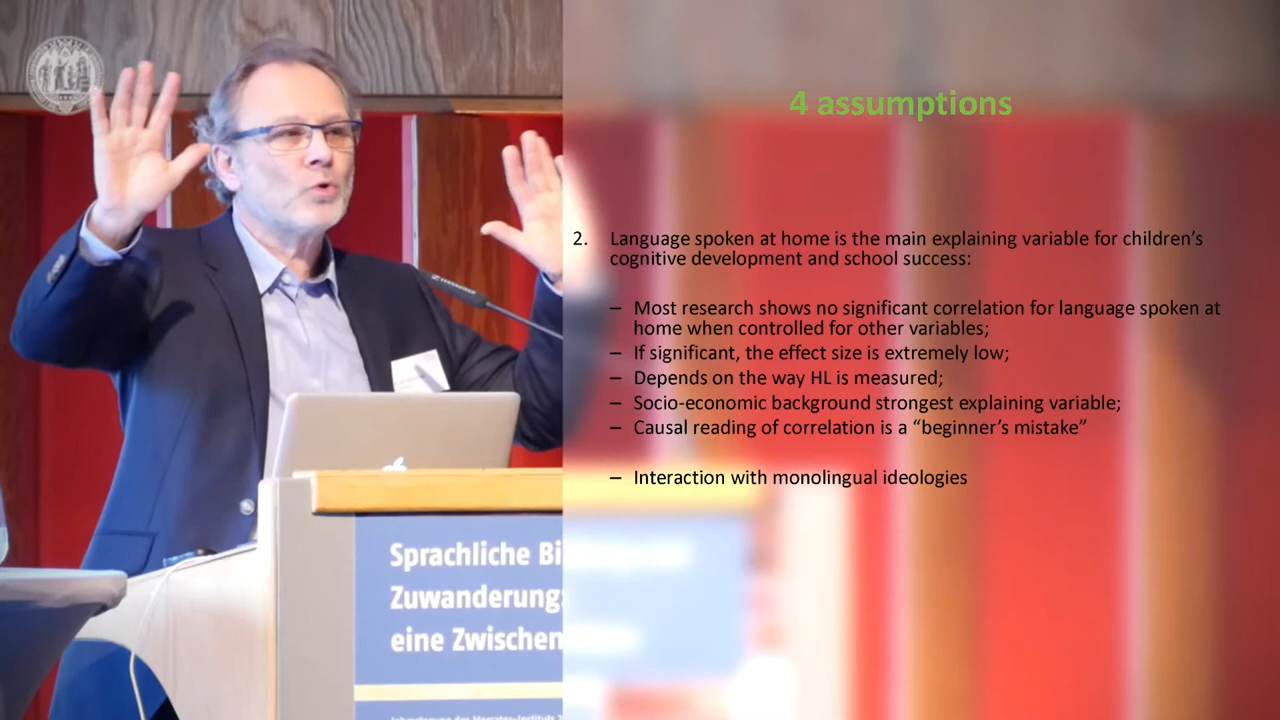 4 assumptions
2. Language spoken at home is the main explaining variable for children’s
cognitive development and school success:
– Most research shows no significant correlation for language spoken at
home when controlled for other variables;
– If significant, the effect size is extremely low;
– Depends on the way HL is measured;
– Socio-economic background strongest explaining variable;
– Causal reading of correlation is a “beginner’s mistake”
– Interaction with monolingual ideologies
Sprachliche Bi
Zuwanderung
eine Zwischen